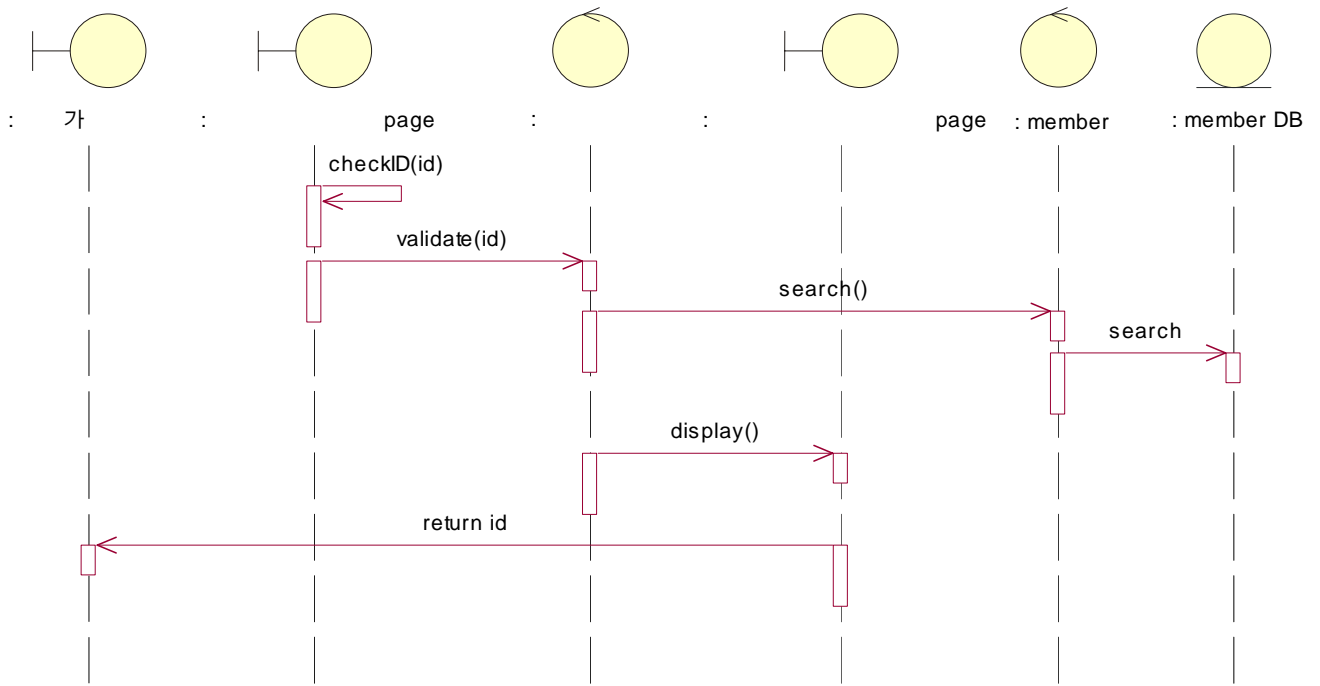 : 가 : page : : page : member : member DB
checkID(id)
validate(id)
search()
search
display()
return id